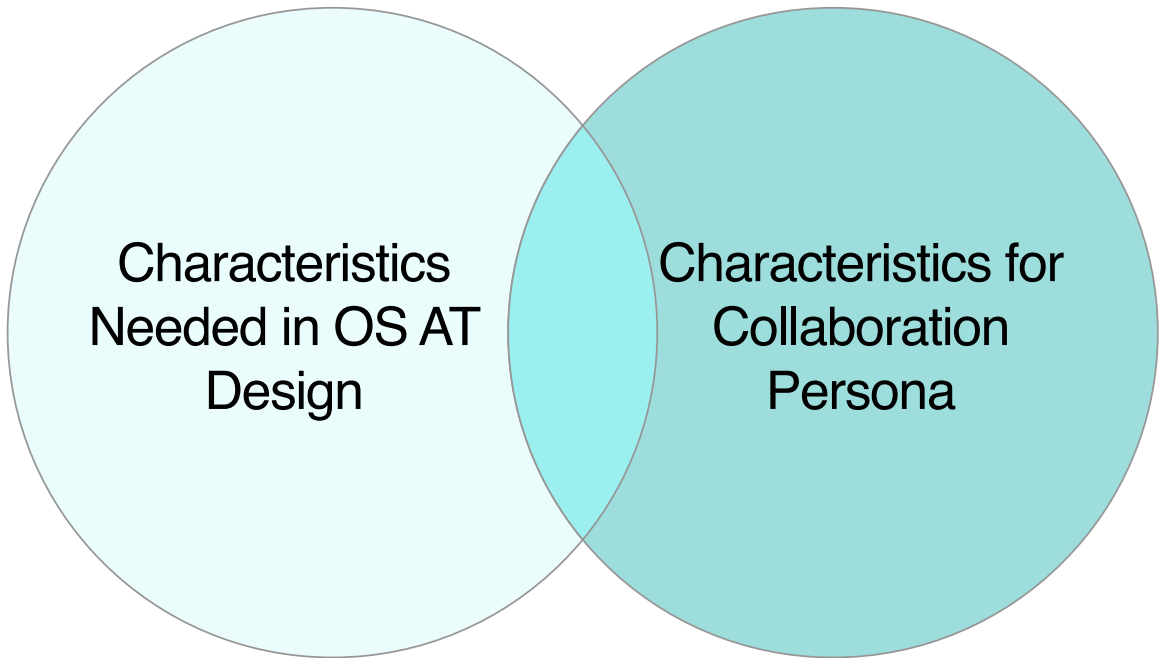 Characteristics
Needed in OS AT
Design
Characteristics for
Collaboration
Persona